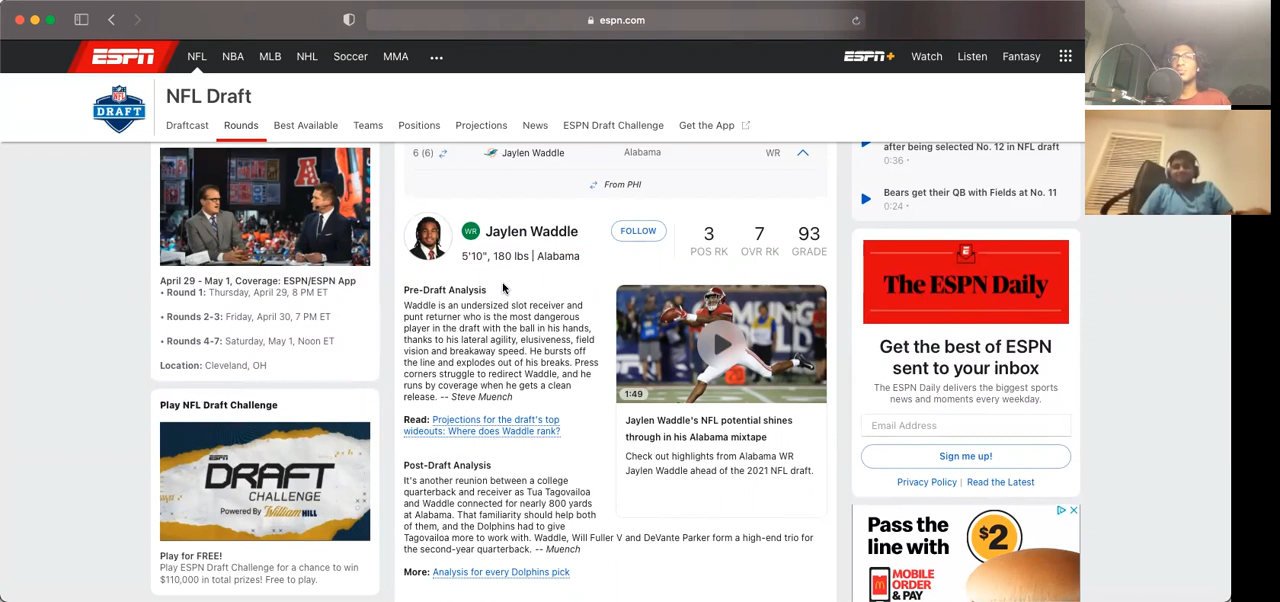 espn.com
ESPN
NFL
NBA
MLB
NHL
Soccer
MMA
...
ESPN+
Watch
Listen
Fantasy
NFL
DRAFT
NFL Draft
Draftcast
Rounds
Best Available
Teams
Positions
Projections
News
ESPN Draft Challenge
Get the App
April 29 - May 1, Coverage: ESPN/ESPN App
• Round 1: Thursday, April 29, 8 PM ET
• Rounds 2-3: Friday, April 30, 7 PM ET
• Rounds 4-7: Saturday, May 1, Noon ET
Location: Cleveland, OH
Play NFL Draft Challenge
ESPN
DRAFT
CHALLENGE
Powered By William HILL
Play for FREE!
Play ESPN Draft Challenge for a chance to win
$110,000 in total prizes! Free to play.
6 (6)
Jaylen Waddle
Alabama
WR
From PHI
WR
Jaylen Waddle
5'10", 180 lbs | Alabama
FOLLOW
3
POS RK
7
OVR RK
93
GRADE
Pre-Draft Analysis
Waddle is an undersized slot receiver and
punt returner who is the most dangerous
player in the draft with the ball in his hands,
thanks to his lateral agility, elusiveness, field
vision and breakaway speed. He bursts off
the line and explodes out of his breaks. Press
corners struggle to redirect Waddle, and he
runs by coverage when he gets a clean
release. -- Steve Muench
Read: Projections for the draft's top
wideouts: Where does Waddle rank?
Post-Draft Analysis
It's another reunion between a college
quarterback and receiver as Tua Tagovailoa
and Waddle connected for nearly 800 yards
at Alabama. That familiarity should help both
of them, and the Dolphins had to give
Tagovailoa more to work with. Waddle, Will Fuller V and DeVante Parker form a high-end trio for
the second-year quarterback. -- Muench
More: Analysis for every Dolphins pick
1:49
Jaylen Waddle's NFL potential shines
through in his Alabama mixtape
Check out highlights from Alabama WR
Jaylen Waddle ahead of the 2021 NFL draft.
after being selected No. 12 in NFL draft
0:36 •
Bears get their QB with Fields at No. 11
0:24 •
The ESPN Daily
Get the best of ESPN
sent to your inbox
The ESPN Daily delivers the biggest sports
news and moments every weekday.
Email Address
Sign me up!
Privacy Policy | Read the Latest
Pass the
line with
$2
MOBILE
ORDER
& PAY